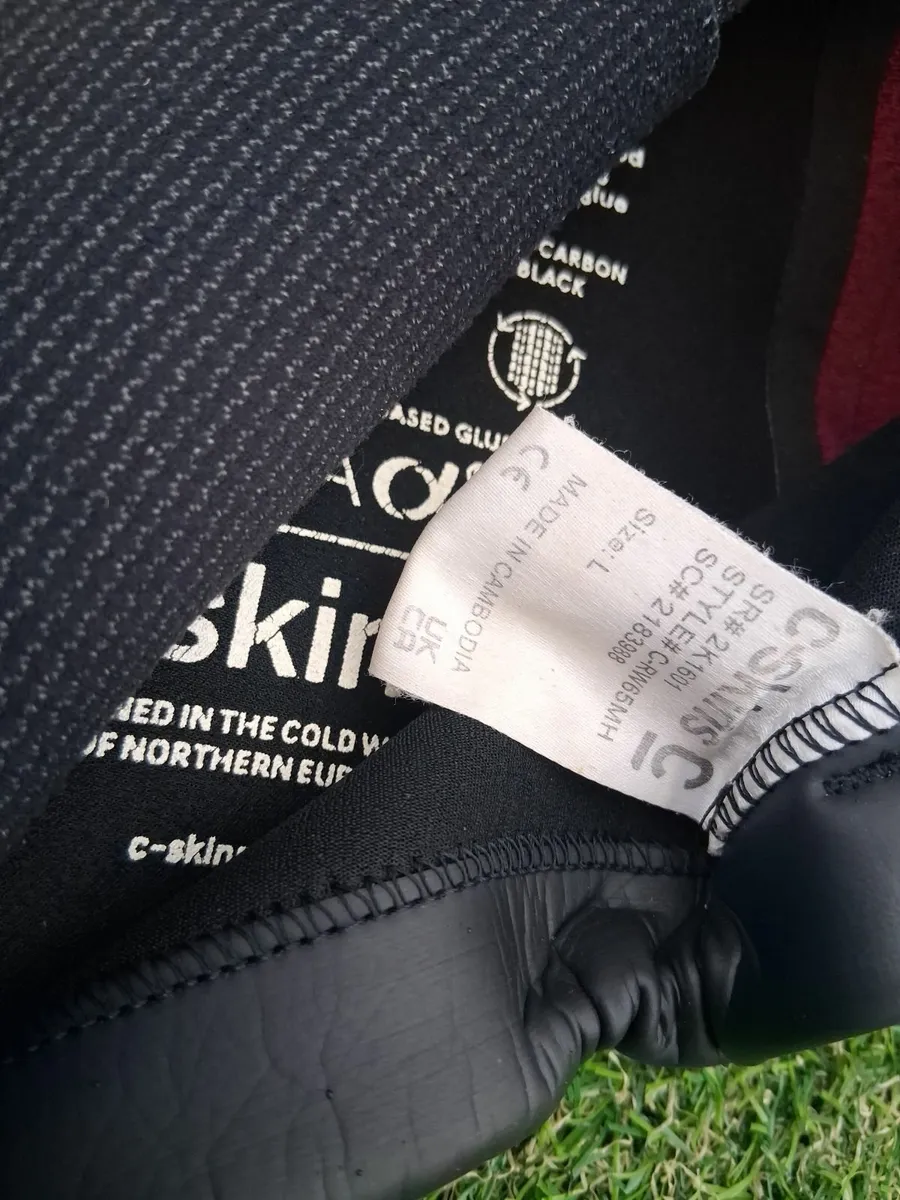 CARBON
BLACK
ASED GLU
skin
NED IN THE COLD W
OF NORTHERN EUR
c-skin
C-SKINS
SR# 2K1601
STYLE# C-RW65MH
SC# 2183988
Size: L
MADE IN CAMBODIA
CE
UK
CA